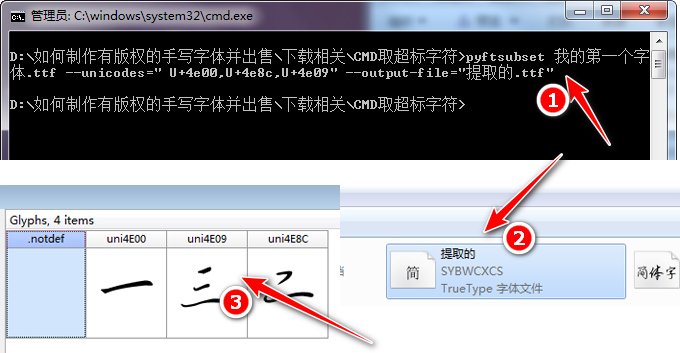 管理员: C:\windows\system32\cmd.exe
D:\如何制作有版权的手写字体并出售\下载相关\CMD取超标字符>pyftsubset 我的第一个字
体.ttf --unicodes=" U+4e00,U+4e8c,U+4e09" --output-file="提取的.ttf"
D:\如何制作有版权的手写字体并出售\下载相关\CMD取超标字符>
1
Glyphs, 4 items
.notdef uni4E00 uni4E09 uni4E8C
一 三 二
3
2
简
提取的
SYBWCXCS
TrueType 字体文件
简体字